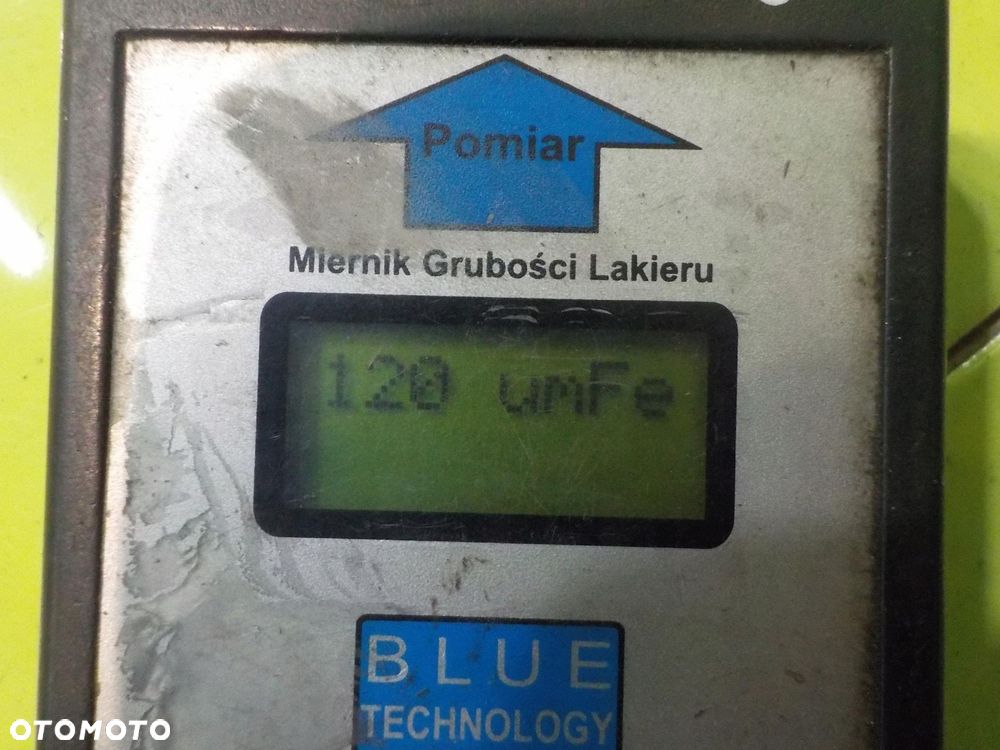 Pomiar
Miernik Grubości Lakieru
120 umFe
BLUE
TECHNOLOGY
OTOMOTO